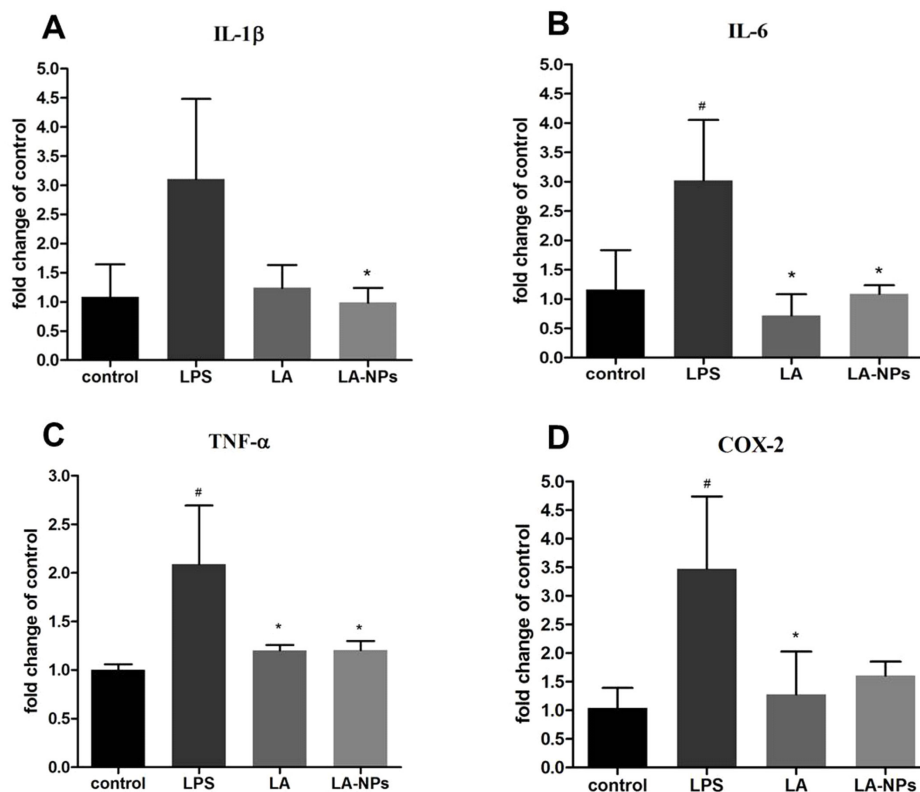 A
IL-1β
fold change of control
5.0
4.5
4.0
3.5
3.0
2.5
2.0
1.5
1.0
0.5
0.0
*
control LPS LA LA-NPs
B
IL-6
fold change of control
5.0
4.5
4.0
3.5
3.0
2.5
2.0
1.5
1.0
0.5
0.0
#
* *
control LPS LA LA-NPs
C
TNF-α
fold change of control
3.0
2.5
2.0
1.5
1.0
0.5
0.0
#
* *
control LPS LA LA-NPs
D
COX-2
fold change of control
5.0
4.5
4.0
3.5
3.0
2.5
2.0
1.5
1.0
0.5
0.0
#
*
control LPS LA LA-NPs